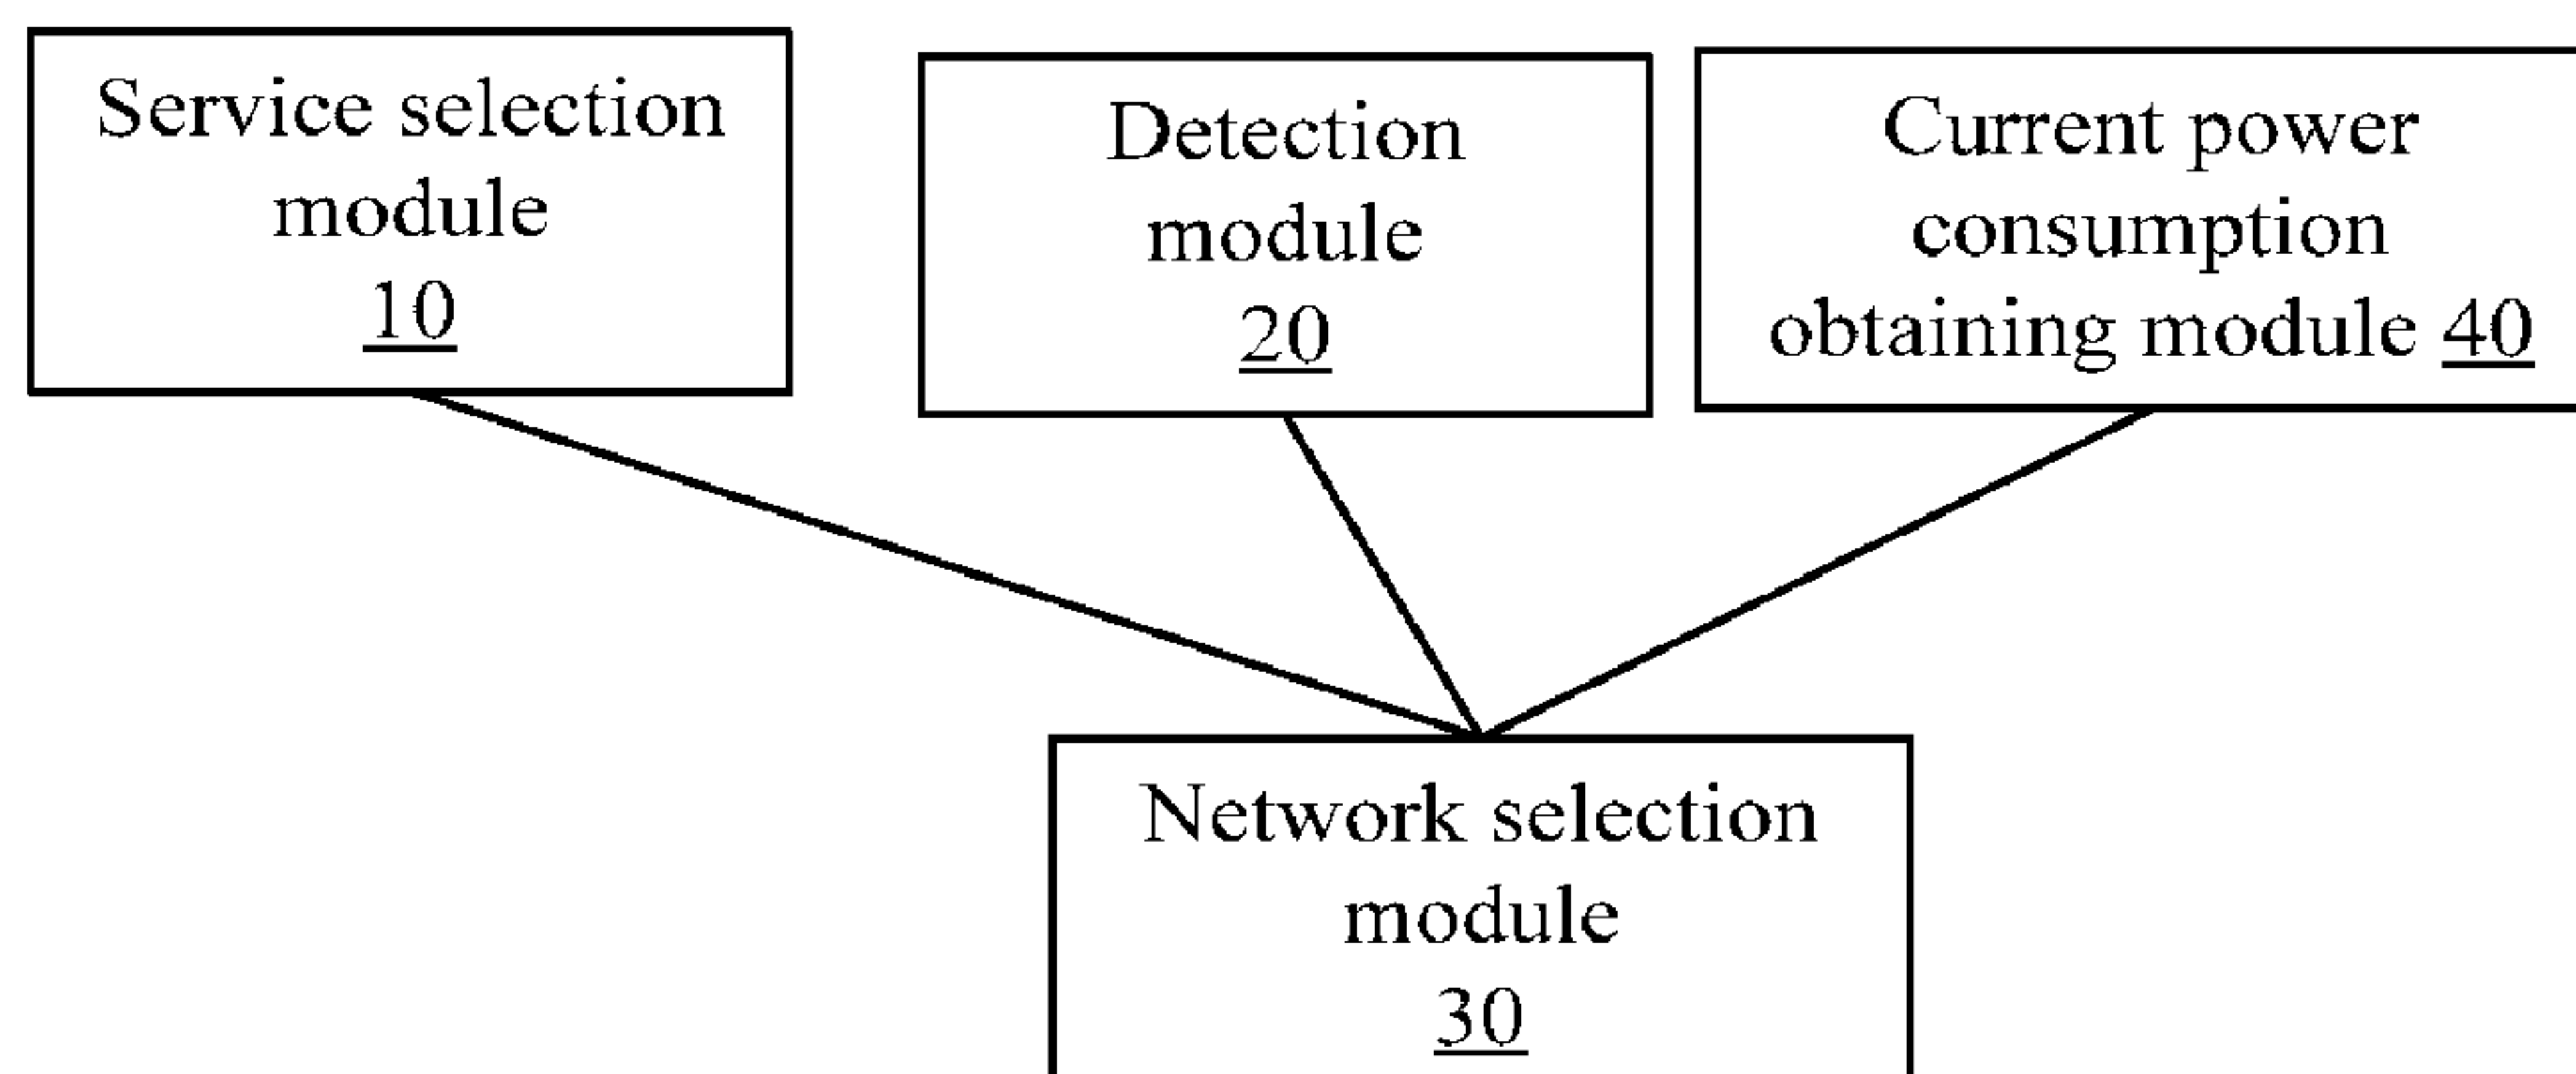 Service selection
module
10
Detection
module
20
Current power
consumption
obtaining module 40
Network selection
module
30